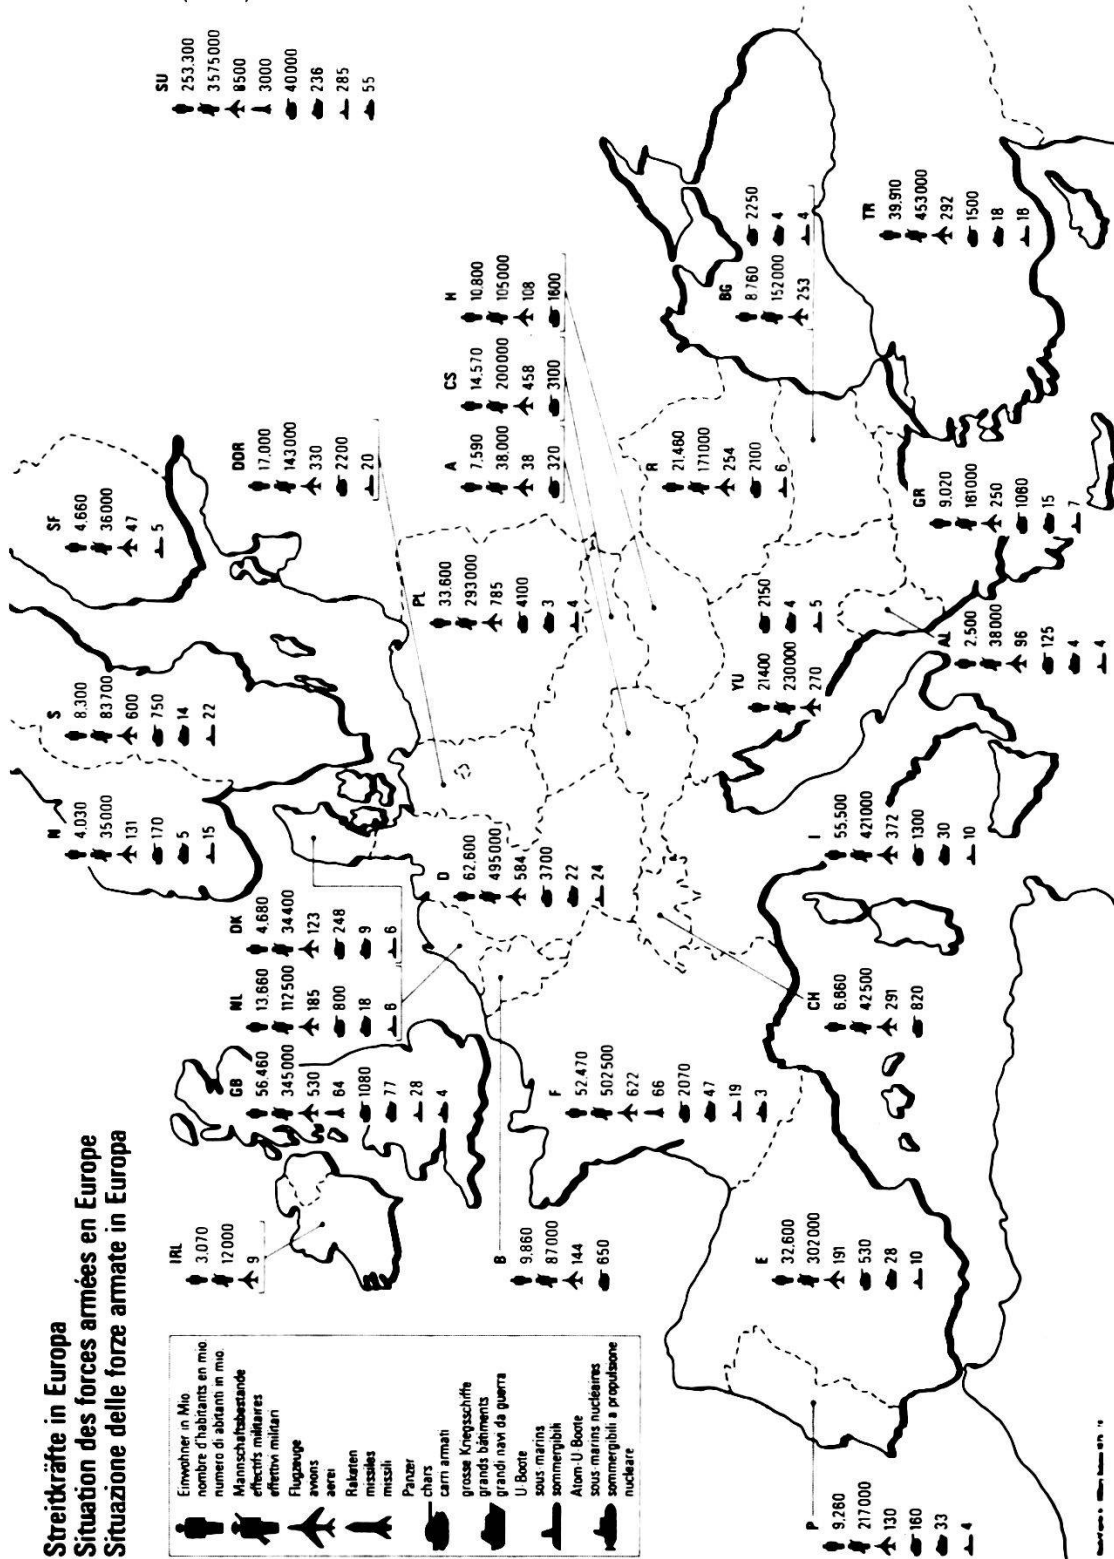 Streitkräfte in Europa
Situation des forces armées en Europe
Situazione delle forze armate in Europa
Einwohner in Mio
nombre d'habitants en mio.
numero di abitanti in mio.
Mannschaftsbestande
effectifs militaires
effettivi militari
Flugzeuge
avions
aerei
Raketen
missiles
missili
Panzer
chars
carri armati
grosse Kriegsschiffe
grands bâtiments
grandi navi da guerra
U-Boote
sous-marins
sommergibili
Atom-U-Boote
sous-marins nucléaires
sommergibili a propulsione
nucleare
IRL
3.070
12000
9
GB
56.460
345000
530
64
1080
77
28
4
NL
13.660
112500
185
800
18
6
DK
4.680
34400
123
248
9
6
N
4.030
35000
131
170
5
15
S
8.300
83700
600
750
14
22
SF
4.660
36000
47
5
DDR
17.000
143000
330
2200
20
SU
253.300
3575000
8500
3000
40000
236
285
55
PL
33.600
293000
785
4100
3
4
A
7.590
38.000
38
320
CS
14.570
200000
458
3100
H
10.800
105000
108
1600
D
62.600
495000
584
3700
22
24
B
9.860
87000
144
650
F
52.470
502500
622
66
2070
47
19
3
R
21.460
171000
254
2100
6
BG
8.760
152000
253
2250
4
4
YU
21400
230000
270
2150
4
5
CH
6.860
42500
291
820
I
55.500
421000
372
1300
30
10
AL
2.500
38000
96
125
4
4
GR
9.020
161000
250
1060
15
7
TR
39.910
453000
292
1500
18
18
E
32.600
302000
191
530
28
10
P
9.260
217000
130
160
33
4